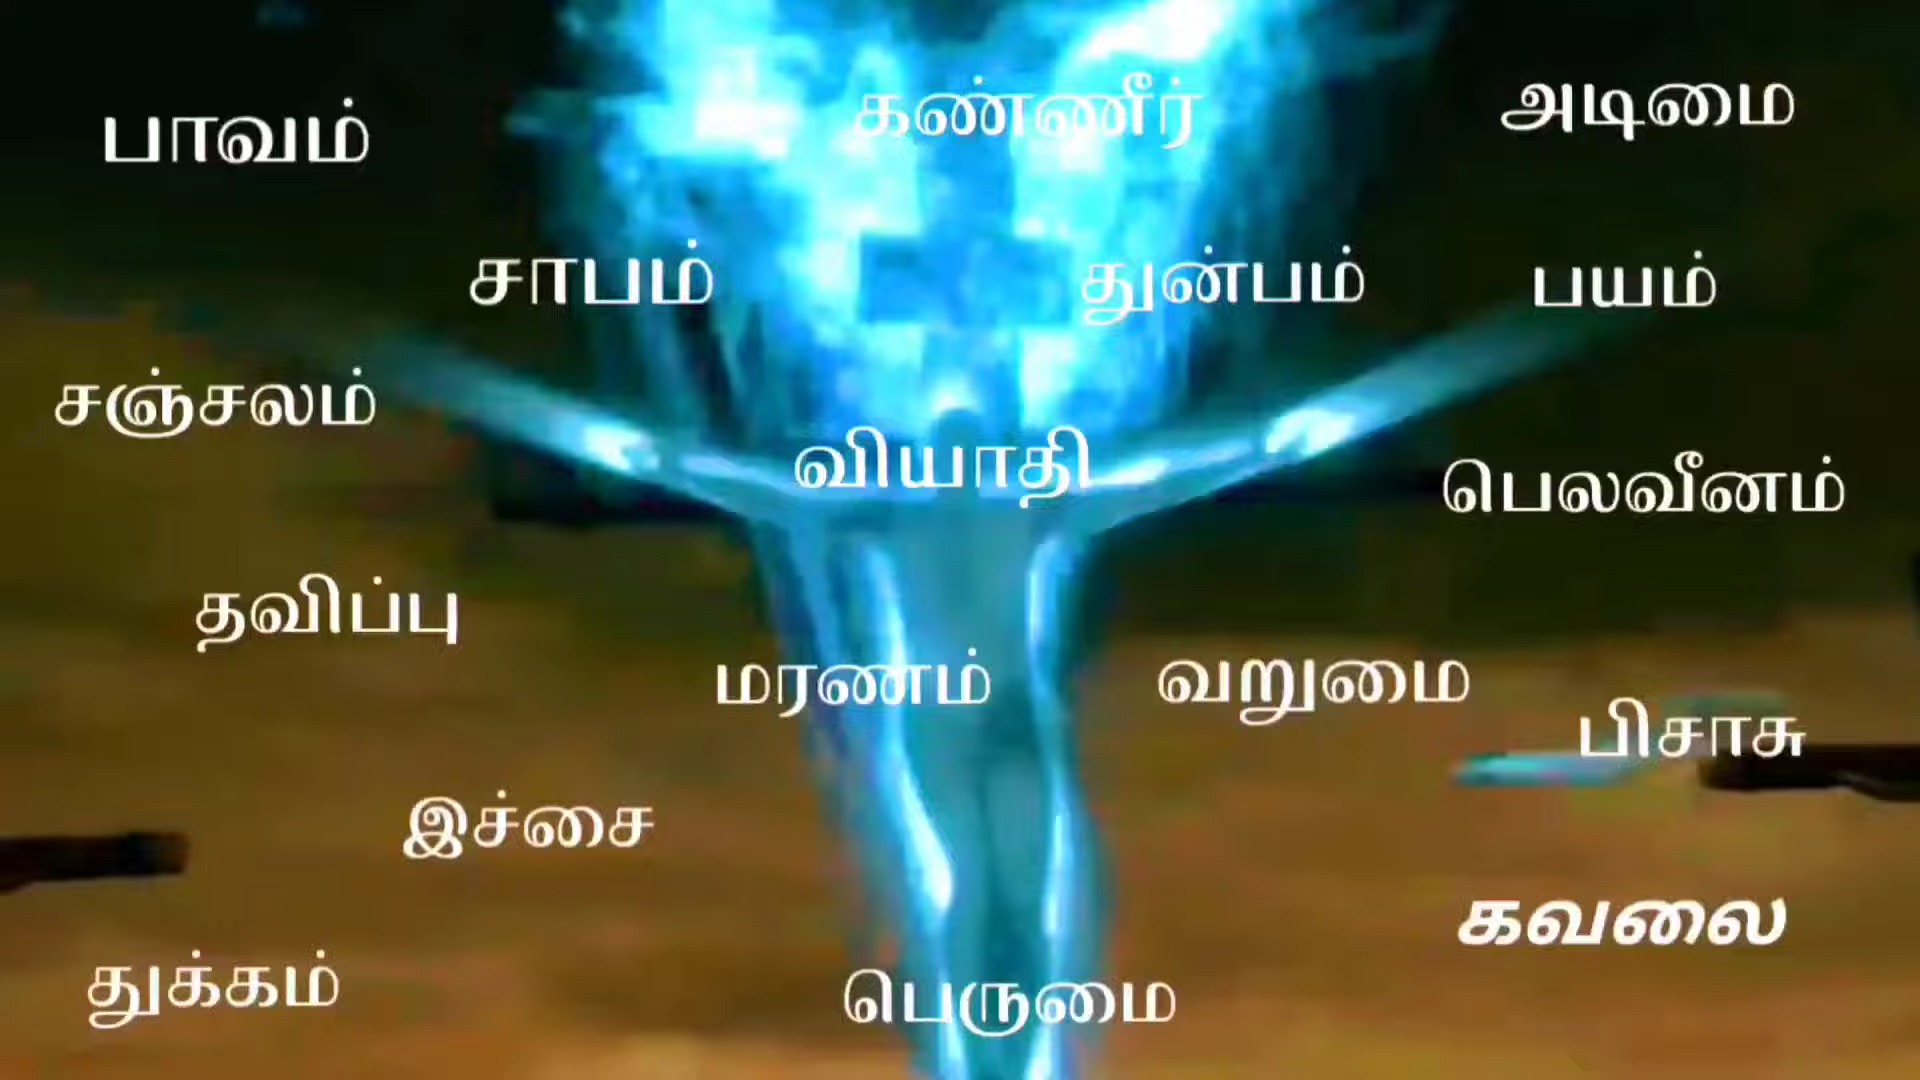 பாவம்
கண்ணீர்
அடிமை
சாபம்
துன்பம்
பயம்
சஞ்சலம்
வியாதி
பெலவீனம்
தவிப்பு
மரணம்
வறுமை
பிசாசு
இச்சை
கவலை
துக்கம்
பெருமை